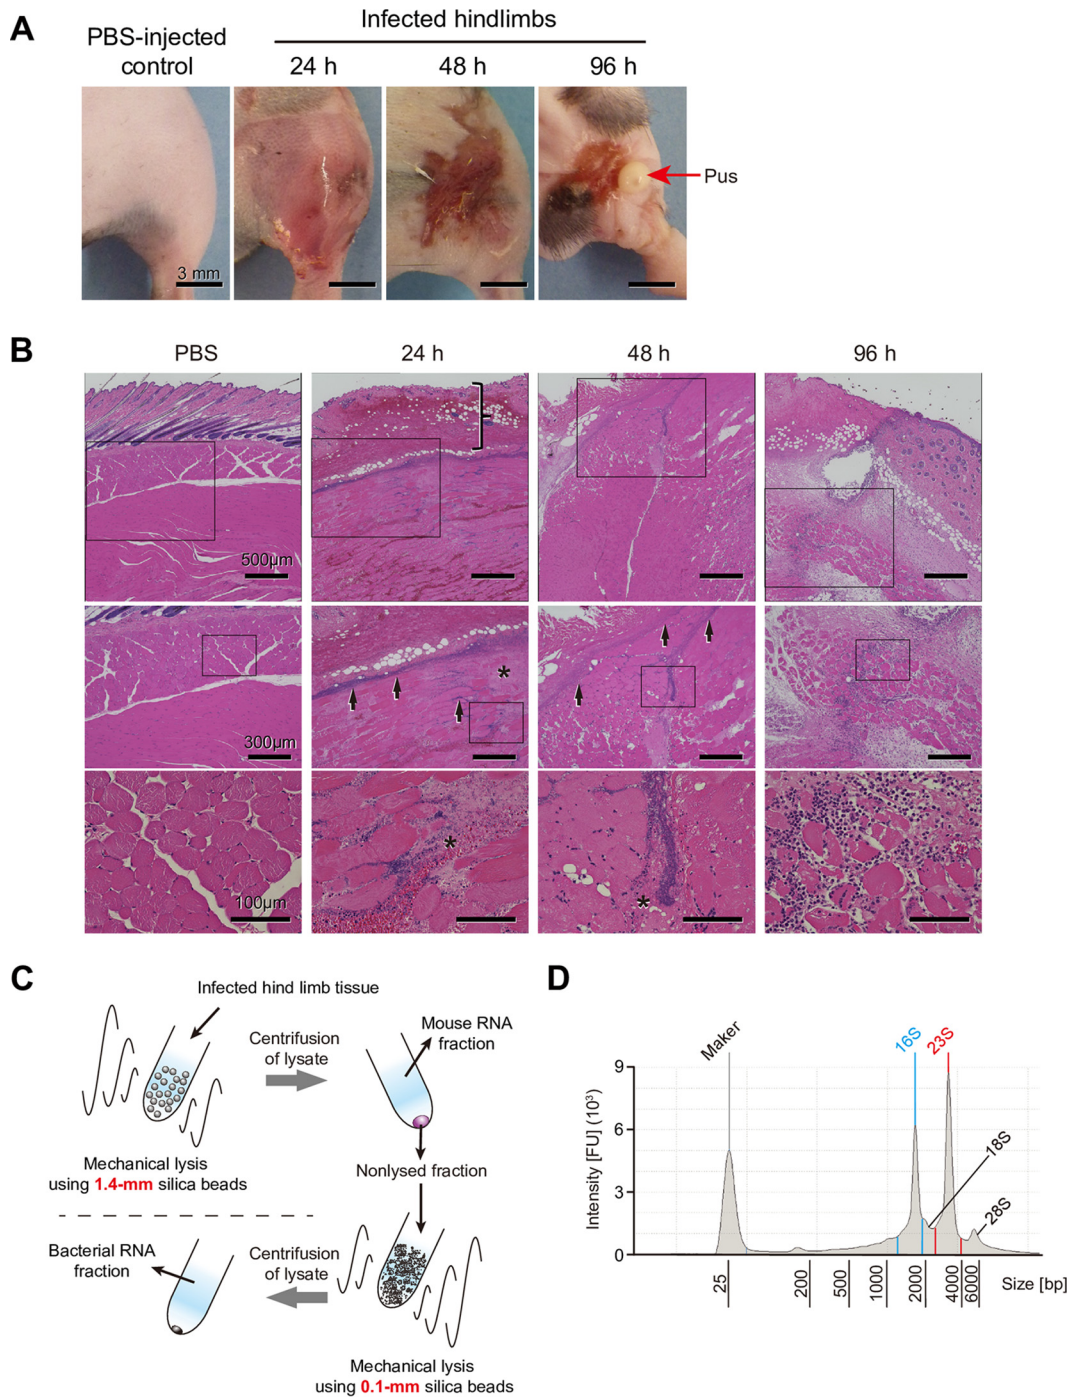 A
Infected hindlimbs
PBS-injected
control
24 h
48 h
96 h
Pus
3 mm
B
PBS
24 h
48 h
96 h
500μm
*
300μm
*
*
100μm
C
Infected hind limb tissue
Centrifusion
of lysate
Mouse RNA
fraction
Mechanical lysis
using 1.4-mm silica beads
Nonlysed fraction
Bacterial RNA
fraction
Centrifusion
of lysate
Mechanical lysis
using 0.1-mm silica beads
D
Maker
16S
23S
18S
28S
Intensity [FU] (10³)
9
6
3
0
25
200
500
1000
2000
4000
6000
Size [bp]